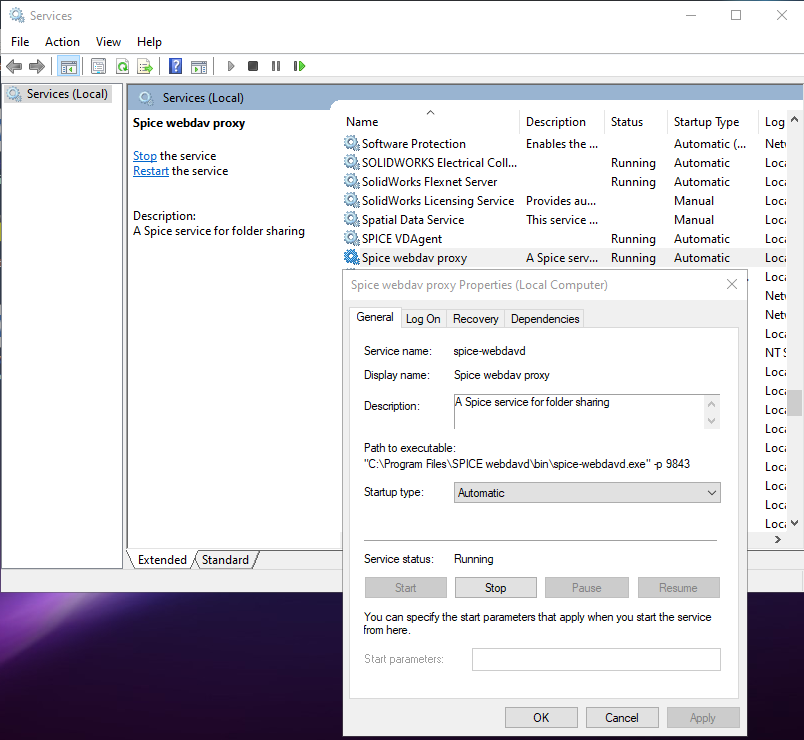 Services
File Action View Help
Services (Local)
Services (Local)
Spice webdav proxy
Stop the service
Restart the service
Description:
A Spice service for folder sharing
Name Description Status Startup Type Log
Software Protection Enables the ... Automatic (... Netw
SOLIDWORKS Electrical Coll... Running Automatic Loca
SolidWorks Flexnet Server Running Automatic Loca
SolidWorks Licensing Service Provides au... Manual Loca
Spatial Data Service This service ... Manual Loca
SPICE VDAgent Running Automatic Loca
Spice webdav proxy A Spice serv... Running Automatic Loca
Loca
Netw
Netw
Loca
NT S
Loca
Loca
Loca
Loca
Loca
Loca
Loca
Loca
Loca
Spice webdav proxy Properties (Local Computer)
General Log On Recovery Dependencies
Service name: spice-webdavd
Display name: Spice webdav proxy
Description: A Spice service for folder sharing
Path to executable:
"C:\Program Files\SPICE webdavd\bin\spice-webdavd.exe" -p 9843
Startup type: Automatic
Service status: Running
Start Stop Pause Resume
You can specify the start parameters that apply when you start the service
from here.
Start parameters:
OK Cancel Apply
Extended Standard